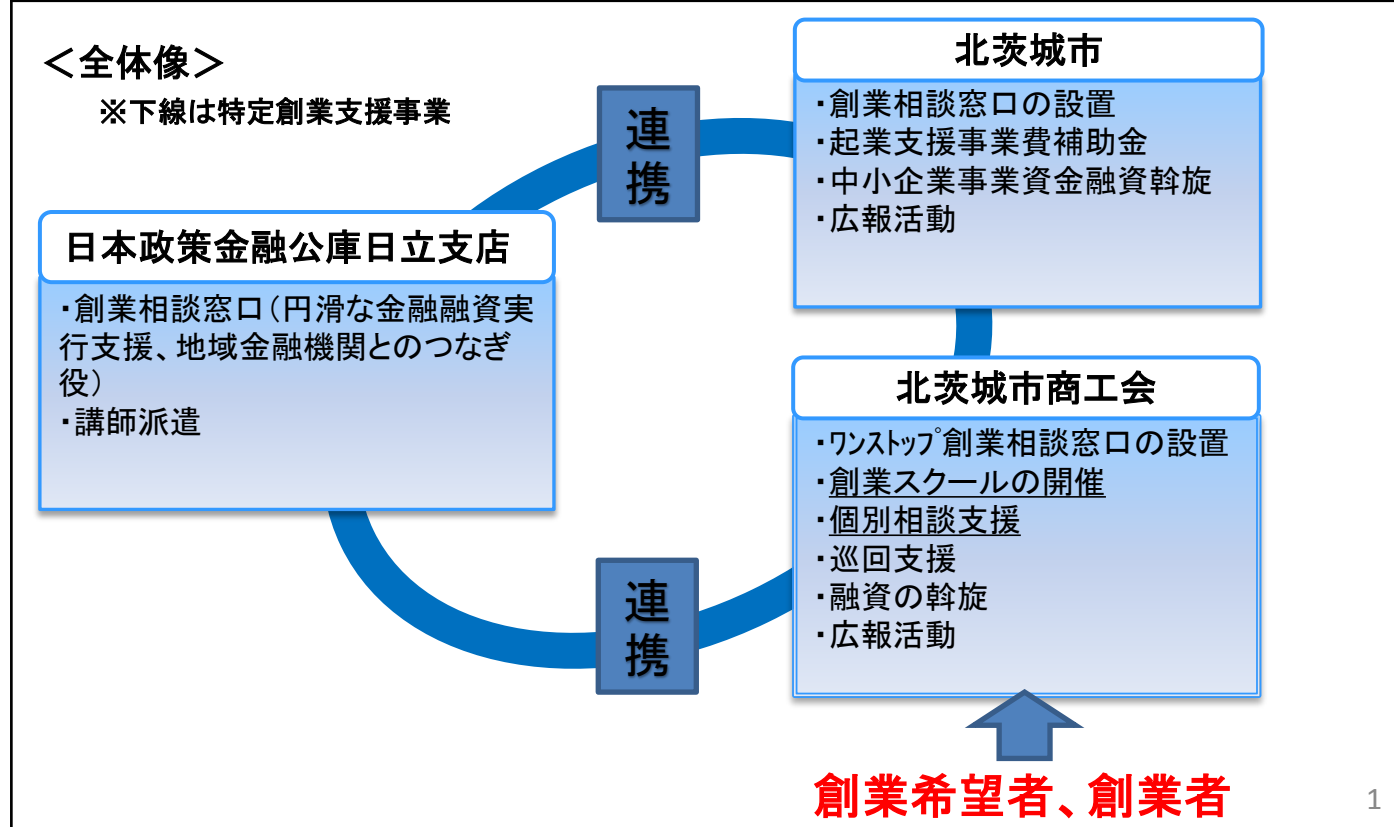 <全体像>
※下線は特定創業支援事業
連
携
北茨城市
・創業相談窓口の設置
・起業支援事業費補助金
・中小企業事業資金融資斡旋
・広報活動
日本政策金融公庫日立支店
・創業相談窓口（円滑な金融融資実
行支援、地域金融機関とのつなぎ
役）
・講師派遣
北茨城市商工会
・ワンストップ創業相談窓口の設置
・創業スクールの開催
・個別相談支援
・巡回支援
・融資の斡旋
・広報活動
連
携
創業希望者、創業者
1